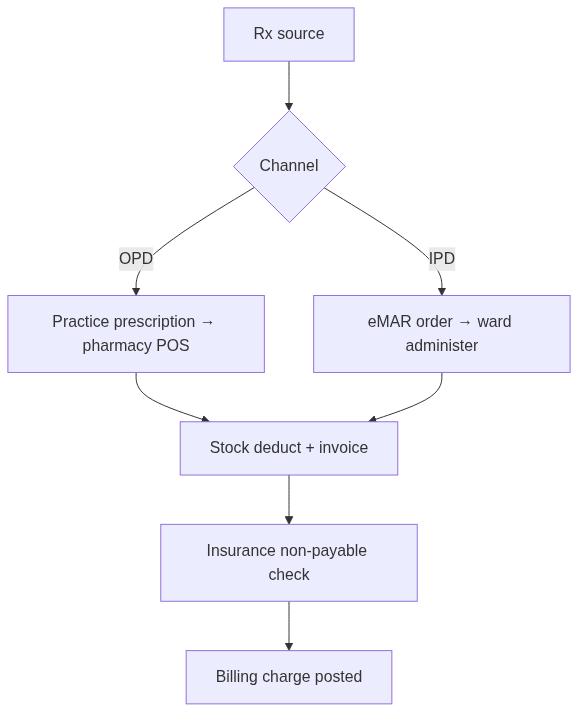 Rx source
Channel
OPD
IPD
Practice prescription →
pharmacy POS
eMAR order → ward
administer
Stock deduct + invoice
Insurance non-payable
check
Billing charge posted